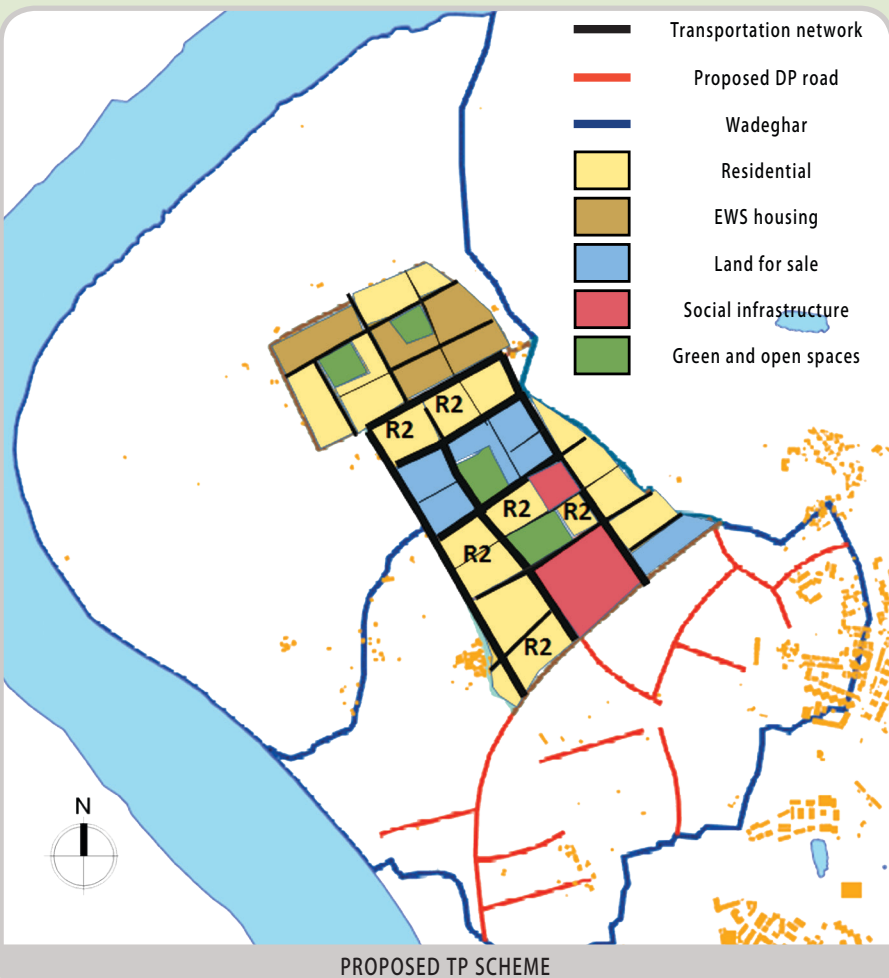 Transportation network
Proposed DP road
Wadeghar
Residential
EWS housing
Land for sale
Social infrastructure
Green and open spaces
R2
R2
R2
R2
R2
R2
N
PROPOSED TP SCHEME